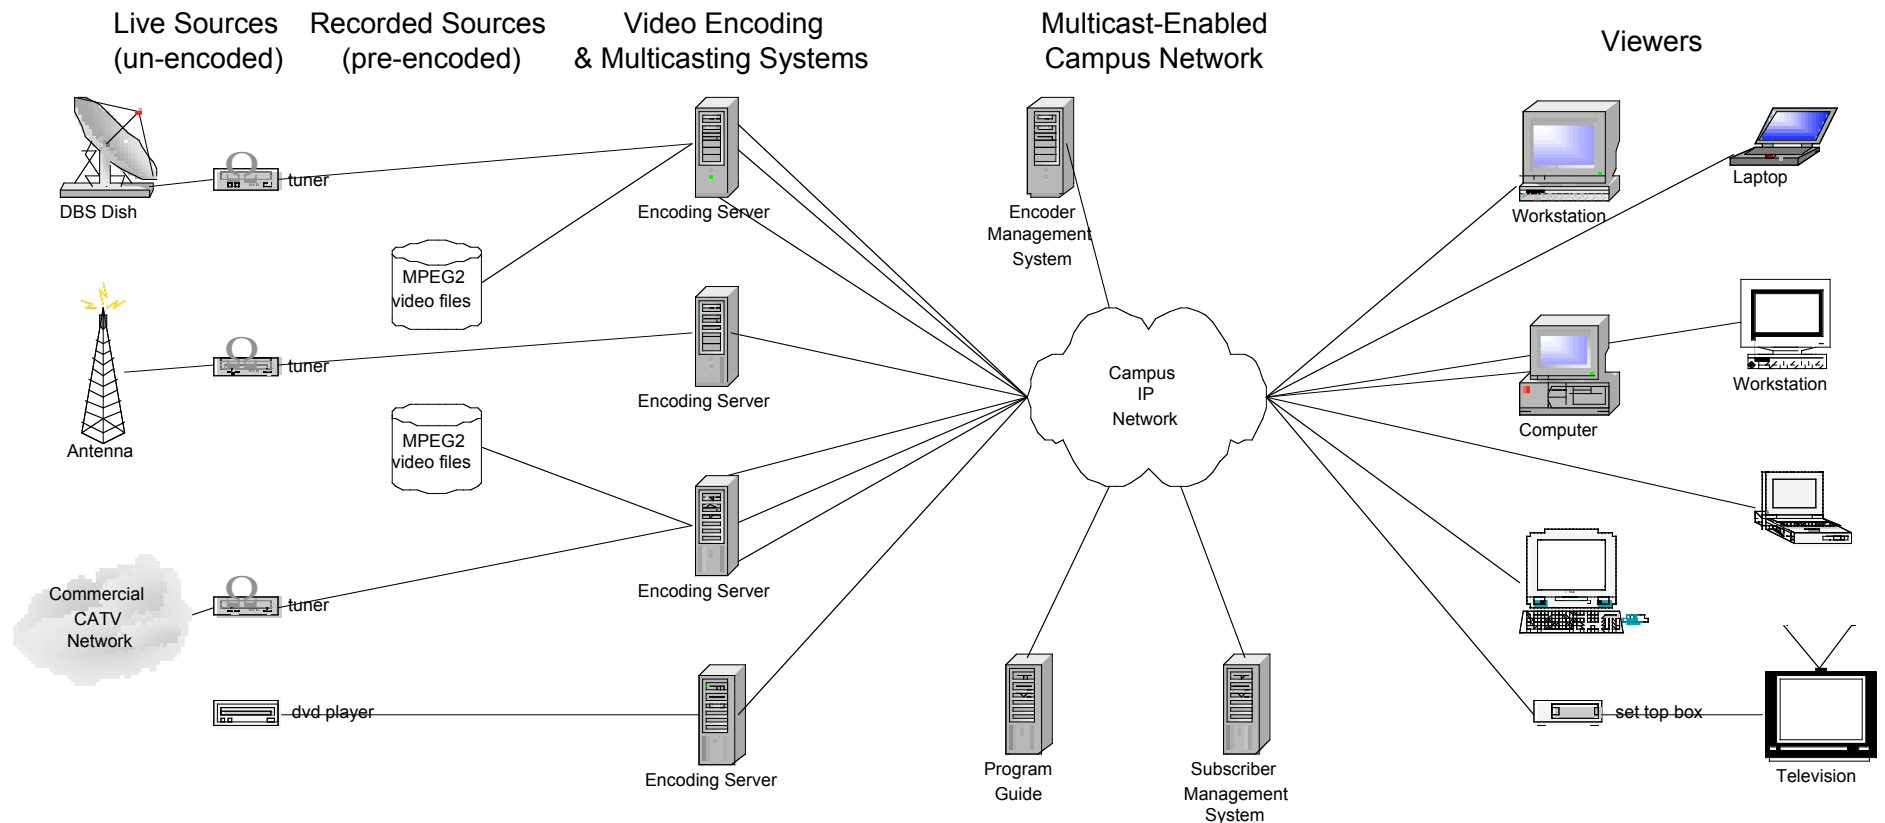 Live Sources
(un-encoded)
Recorded Sources
(pre-encoded)
Video Encoding
& Multicasting Systems
Multicast-Enabled
Campus Network
Viewers
DBS Dish
tuner
Encoding Server
MPEG2
video files
Encoder
Management
System
Workstation
Laptop
Antenna
tuner
Encoding Server
MPEG2
video files
Campus
IP
Network
Computer
Workstation
Commercial
CATV
Network
tuner
Encoding Server
dvd player
Encoding Server
Program
Guide
Subscriber
Management
System
set top box
Television